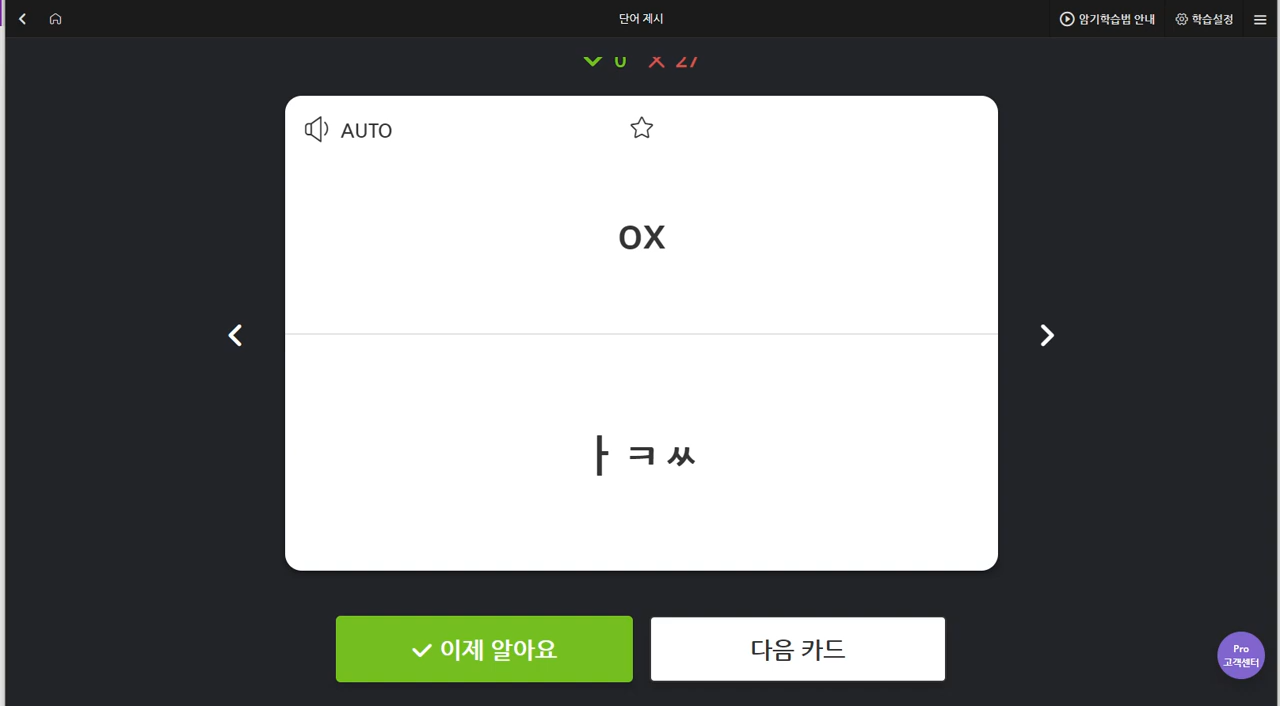 단어 제시
암기학습법 안내
학습설정
AUTO
ox
ㅏ ㅋ ㅆ
이제 알아요
다음 카드
Pro
고객센터